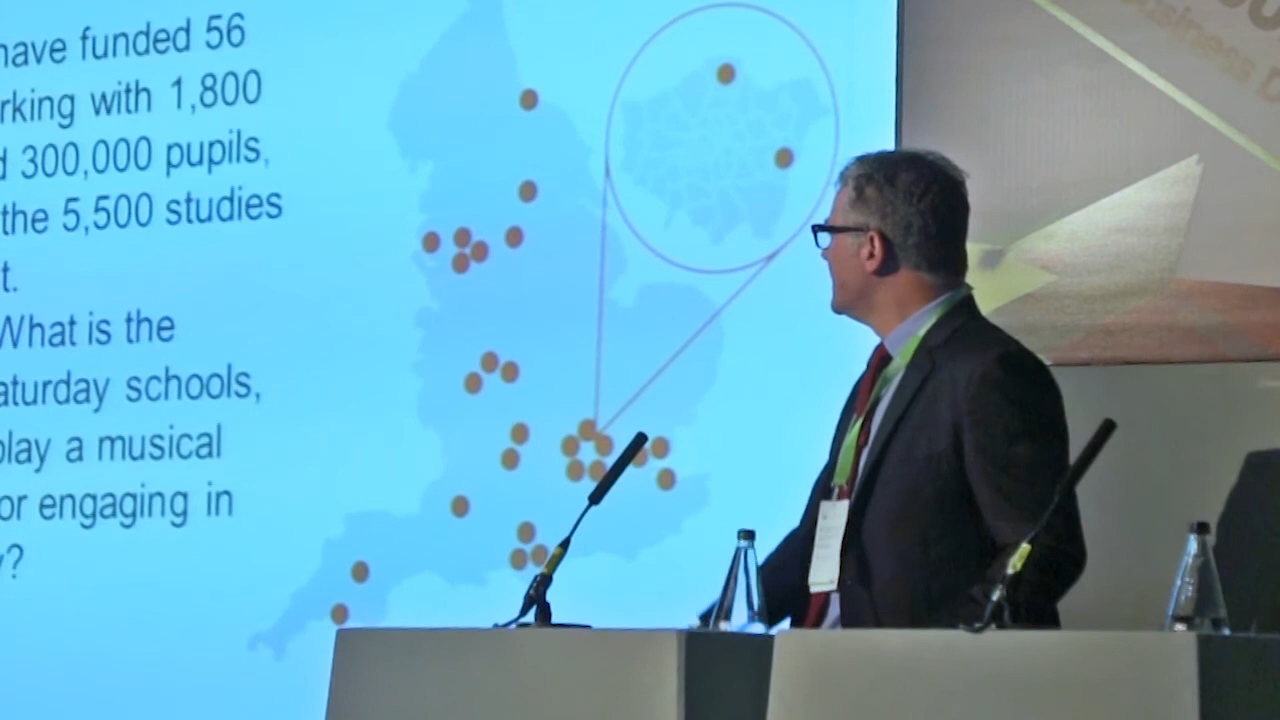 have funded 56
rking with 1,800
d 300,000 pupils,
the 5,500 studies
t.
What is the
aturday schools,
play a musical
or engaging in
y?
usiness D